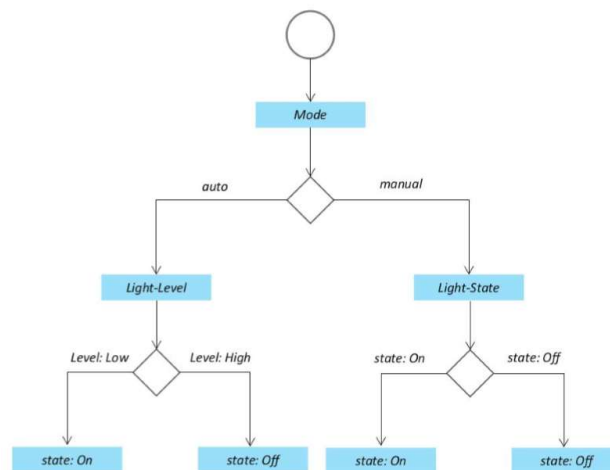 Mode
auto
manual
Light-Level
Light-State
Level: Low
Level: High
state: On
state: Off
state: On
state: Off
state: On
state: Off